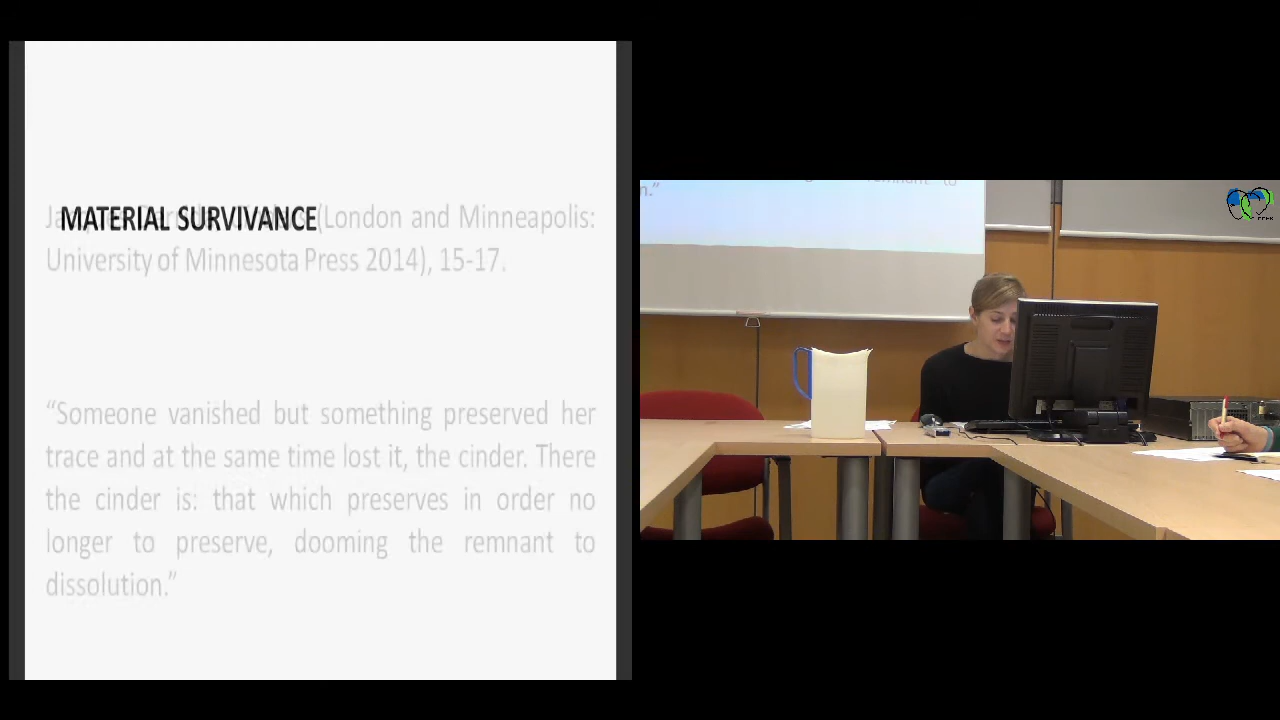 MATERIAL SURVIVANCE
(London and Minneapolis:
University of Minnesota Press 2014), 15-17.
“Someone vanished but something preserved her
trace and at the same time lost it, the cinder. There
the cinder is: that which preserves in order no
longer to preserve, dooming the remnant to
dissolution.”
remnant to
n.”